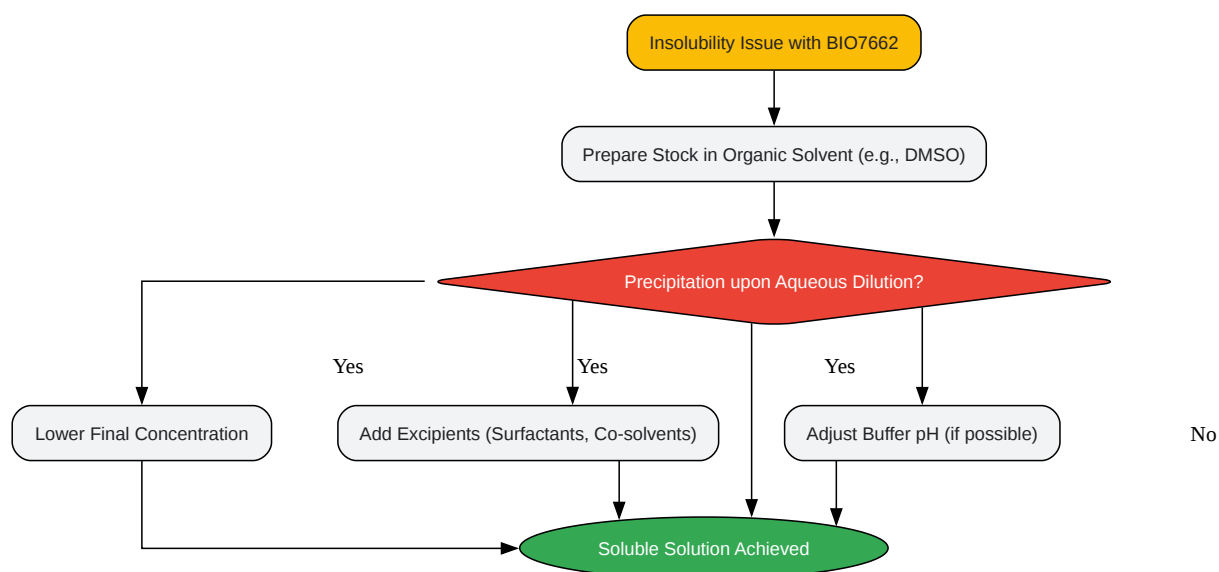 Insolubility Issue with BIO7662
Prepare Stock in Organic Solvent (e.g., DMSO)
Precipitation upon Aqueous Dilution?
Yes
Yes
Yes
Lower Final Concentration
Add Excipients (Surfactants, Co-solvents)
Adjust Buffer pH (if possible)
No
Soluble Solution Achieved